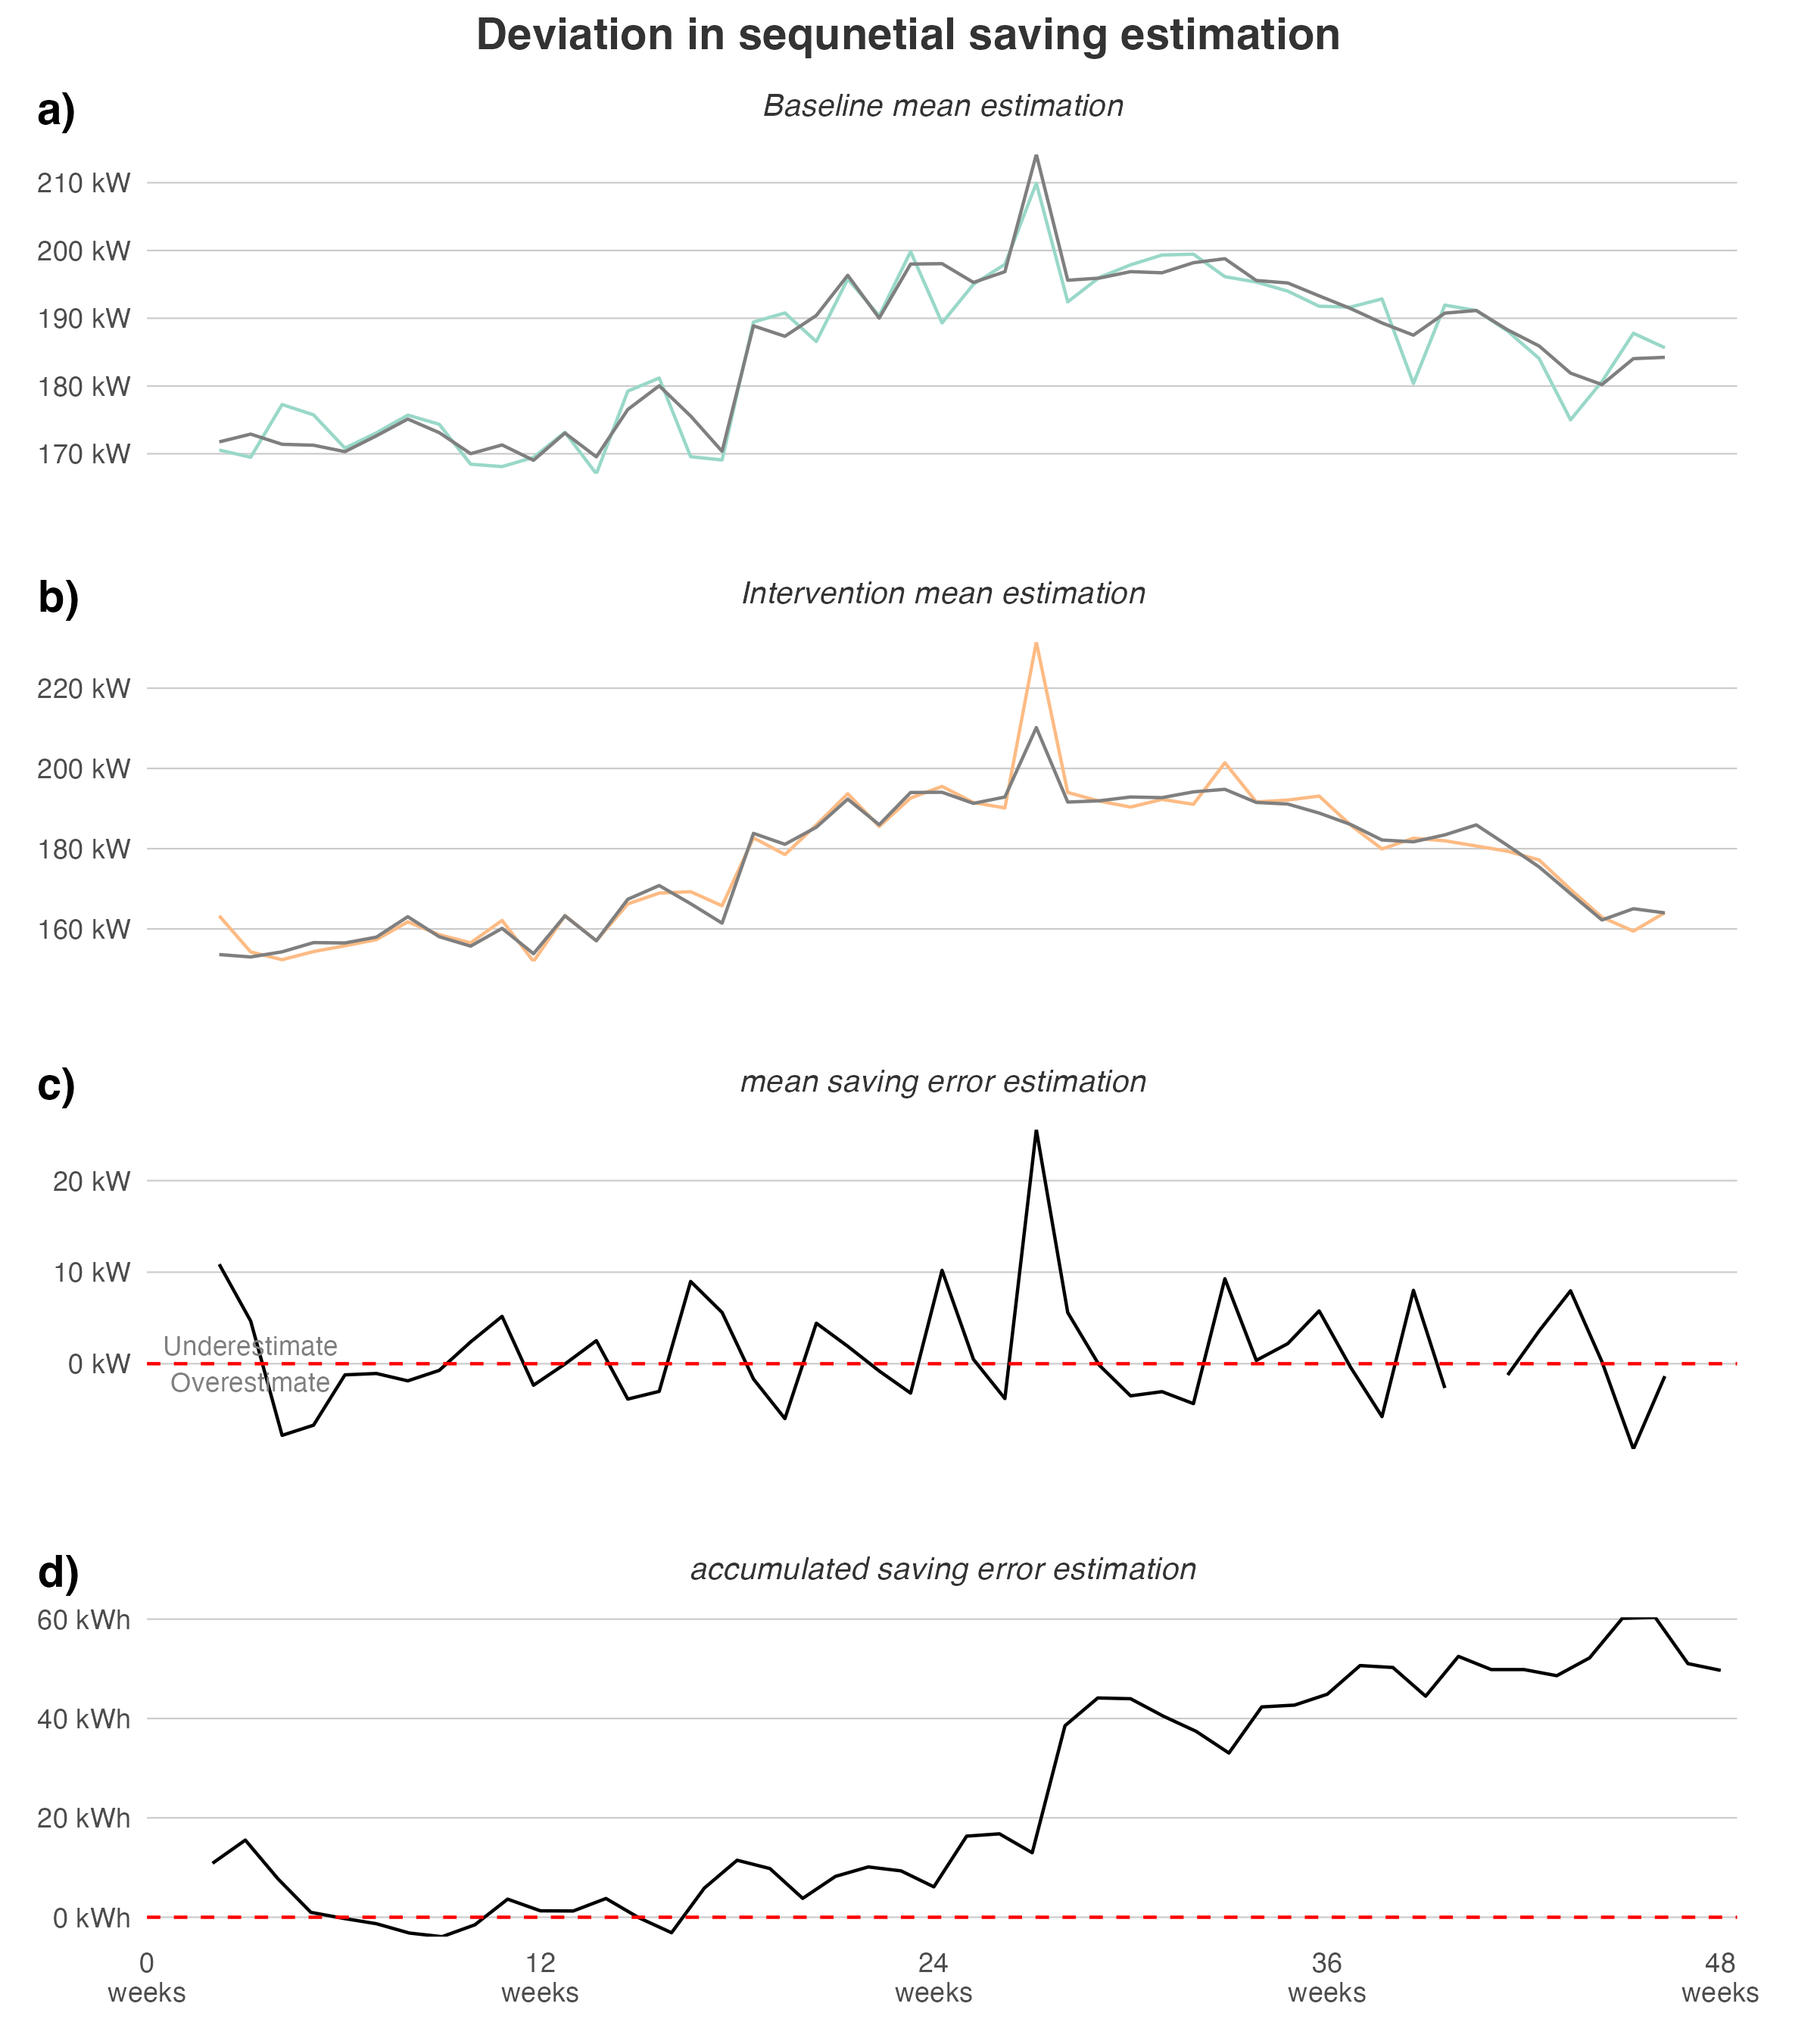 Deviation in sequnetial saving estimation
a)
Baseline mean estimation
210 kW
200 kW
190 kW
180 kW
170 kW
b)
Intervention mean estimation
220 kW
200 kW
180 kW
160 kW
c)
mean saving error estimation
20 kW
10 kW
Underestimate
0 kW
Overestimate
d)
accumulated saving error estimation
60 kWh
40 kWh
20 kWh
0 kWh
0 12 24 36 48
weeks weeks weeks weeks weeks